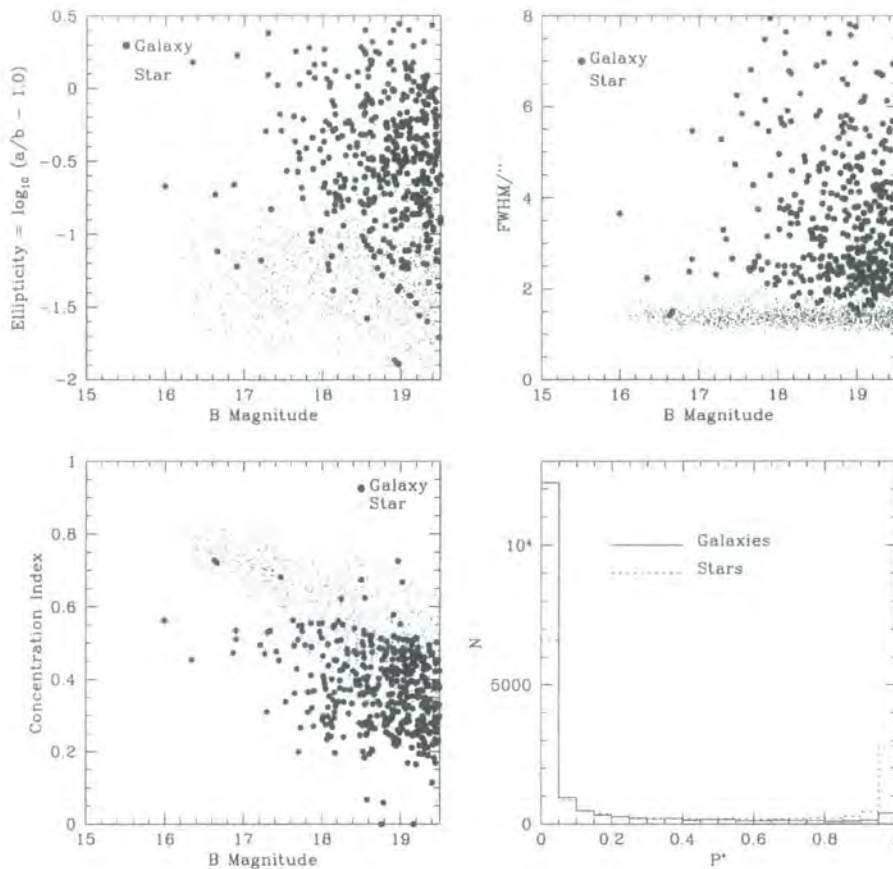 Ellipticity = log₁₀ (a/b − 1.0)
0.5
0
−0.5
−1
−1.5
−2
Galaxy
Star
15
16
17
18
19
B Magnitude
FWHM/'''
8
6
4
2
0
Galaxy
Star
15
16
17
18
19
B Magnitude
Concentration Index
1
0.8
0.6
0.4
0.2
0
Galaxy
Star
15
16
17
18
19
B Magnitude
N
10⁴
5000
0
Galaxies
Stars
0
0.2
0.4
0.6
0.8
P*